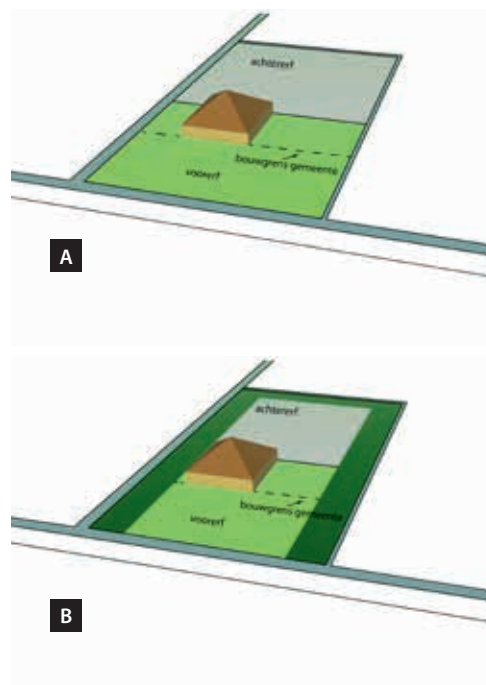 achtererf
bouwgrens gemeente
voorerf
A
achtererf
bouwgrens gemeente
voorerf
B